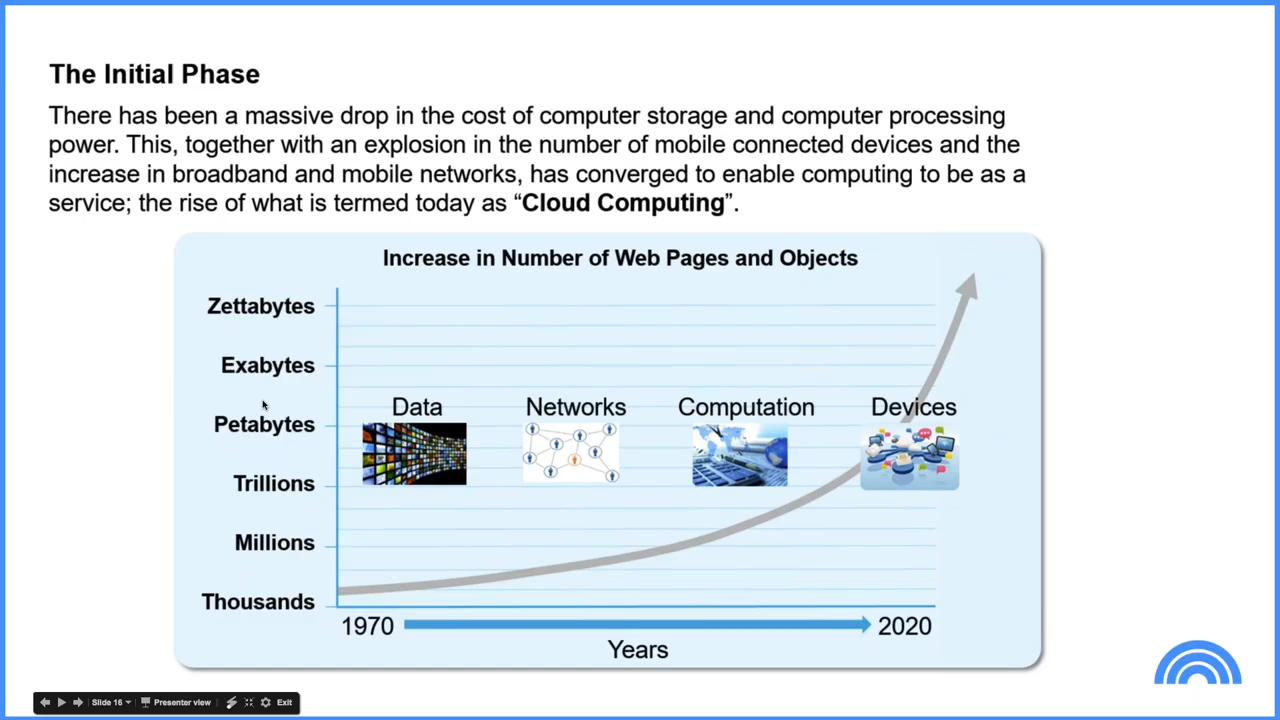 The Initial Phase
There has been a massive drop in the cost of computer storage and computer processing
power. This, together with an explosion in the number of mobile connected devices and the
increase in broadband and mobile networks, has converged to enable computing to be as a
service; the rise of what is termed today as “Cloud Computing”.
Increase in Number of Web Pages and Objects
Zettabytes
Exabytes
Petabytes
Trillions
Millions
Thousands
Data
Networks
Computation
Devices
1970
2020
Years
Slide 16
Presenter view
Exit